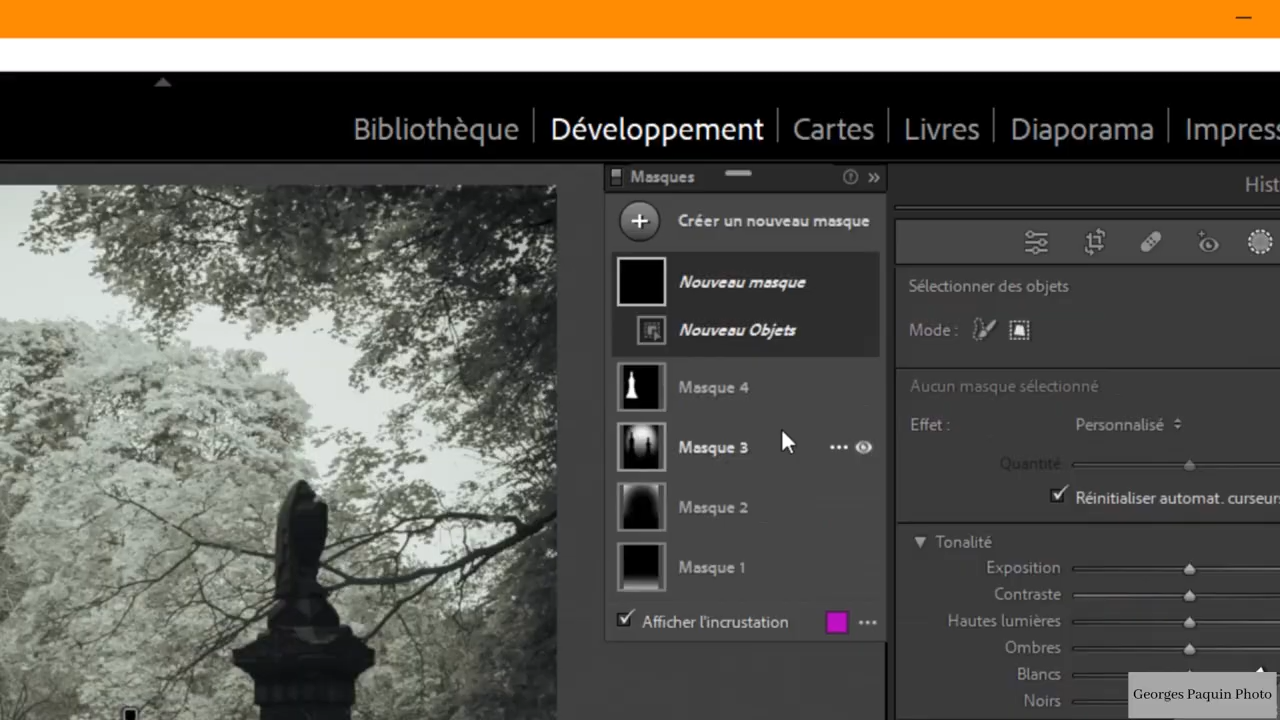 Bibliothèque | Développement | Cartes | Livres | Diaporama | Impress
Masques
Hist
Créer un nouveau masque
Nouveau masque
Nouveau Objets
Masque 4
Masque 3
Masque 2
Masque 1
Afficher l'incrustation
Sélectionner des objets
Mode :
Aucun masque sélectionné
Effet : Personnalisé
Quantité
Réinitialiser automat. curseurs
Tonalité
Exposition
Contraste
Hautes lumières
Ombres
Blancs
Noirs
Georges Paquin Photo